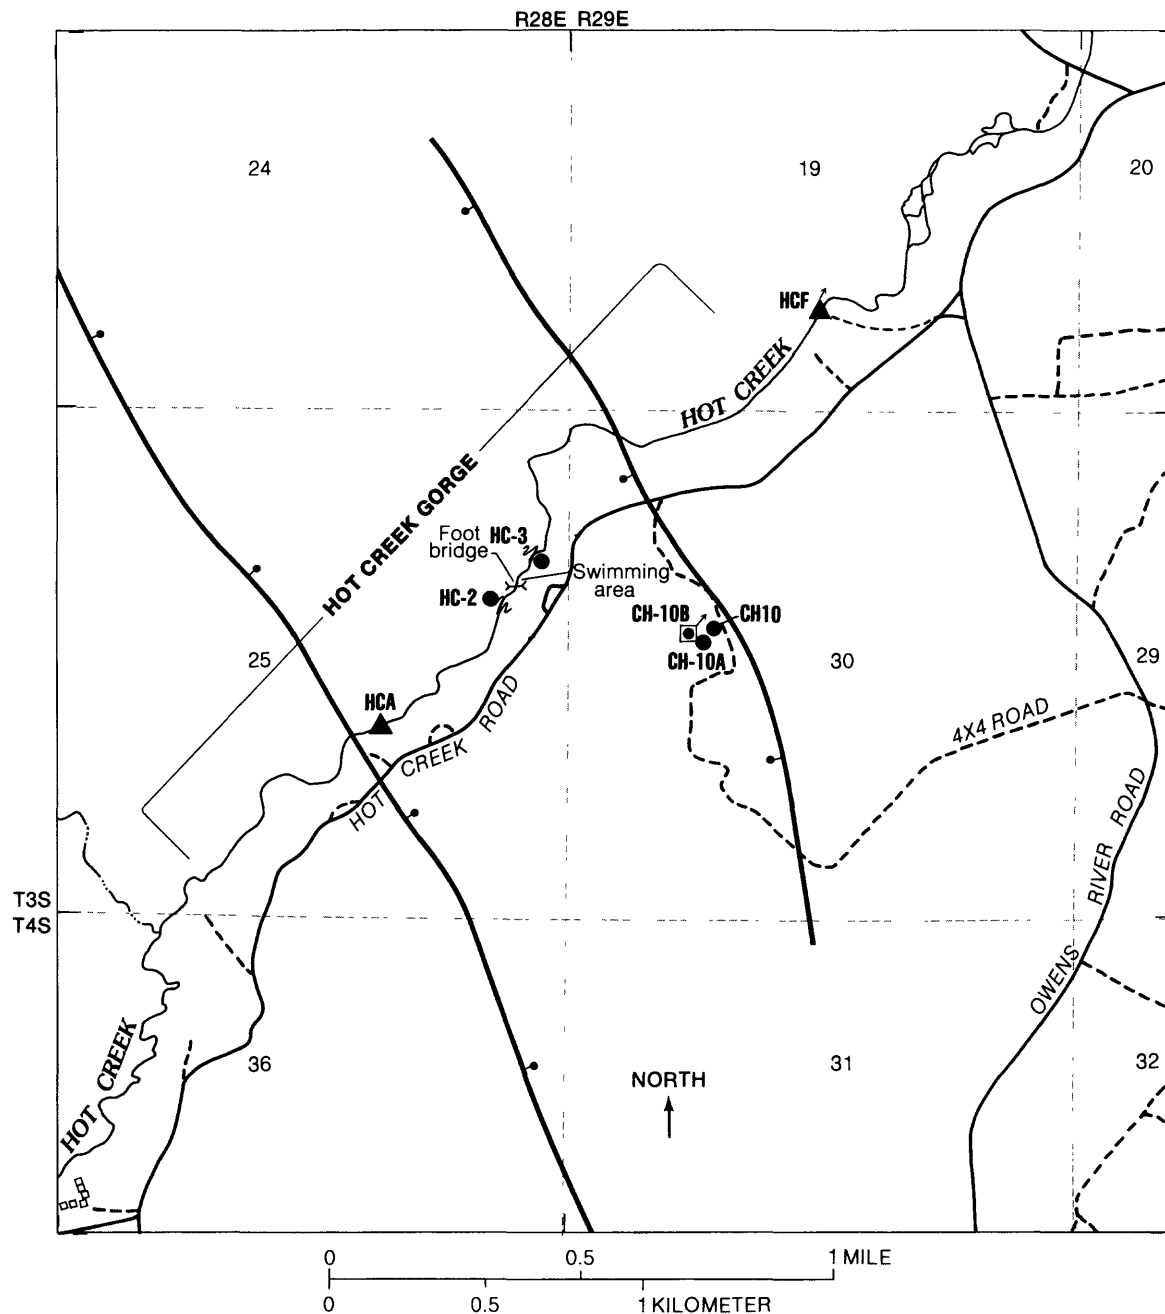 R28E R29E
24
19
20
HCF
HOT CREEK
HOT CREEK GORGE
Foot
bridge
HC-3
Swimming
area
HC-2
CH-10B
CH10
CH-10A
25
30
29
HCA
HOT CREEK ROAD
4X4 ROAD
OWENS RIVER ROAD
T3S
T4S
HOT CREEK
36
31
32
NORTH
0 0.5 1 MILE
0 0.5 1 KILOMETER